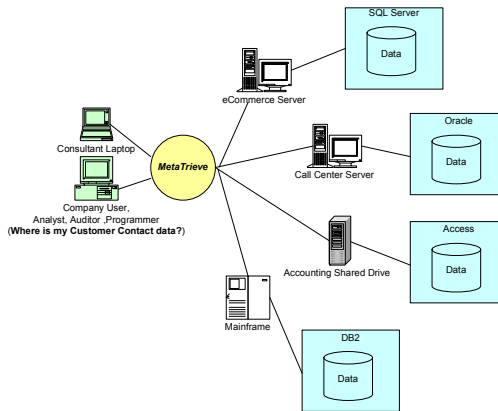 SQL Server
Data
eCommerce Server
Oracle
Data
Call Center Server
Consultant Laptop
MetaTrieve
Company User,
Analyst, Auditor ,Programmer
(Where is my Customer Contact data?)
Access
Data
Accounting Shared Drive
Mainframe
DB2
Data